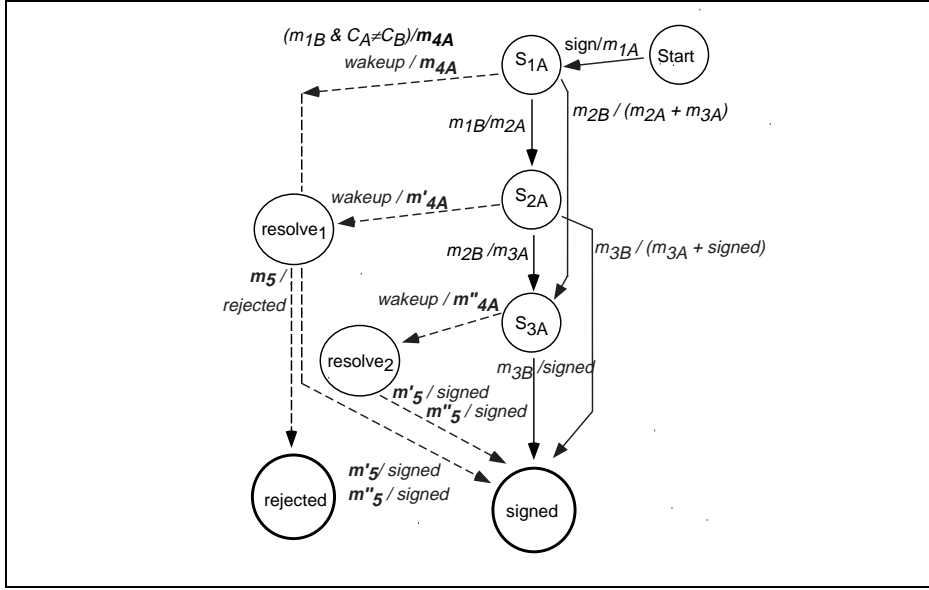 (m1B & CA≠CB)/m4A
wakeup / m4A
S1A
sign/m1A
Start
m1B/m2A
m2B / (m2A + m3A)
wakeup / m'4A
S2A
resolve1
m2B /m3A
m3B / (m3A + signed)
m5 /
rejected
wakeup / m"4A
S3A
resolve2
m3B /signed
m'5 / signed
m"5 / signed
rejected
m'5/ signed
m"5 / signed
signed